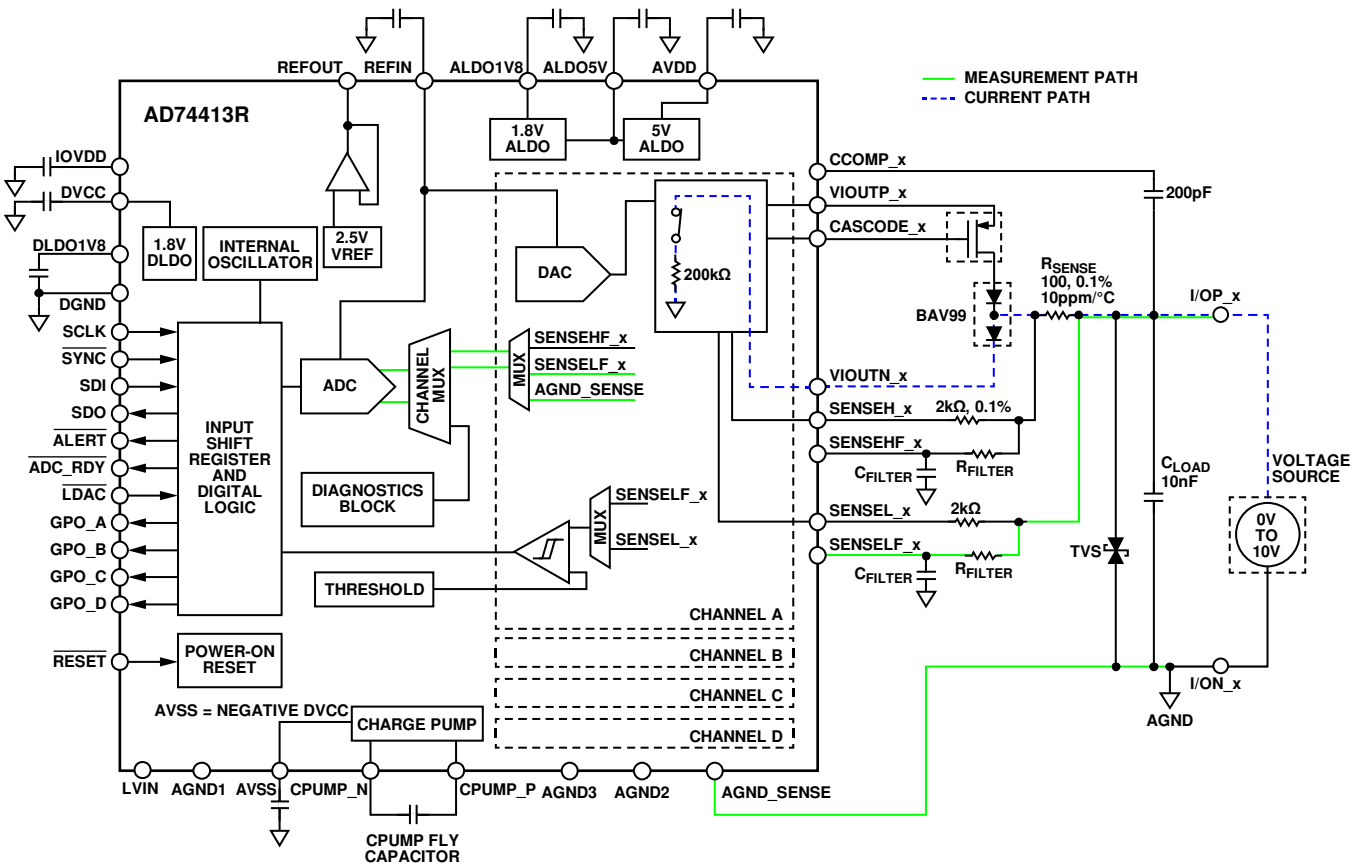 REFOUT
REFIN
ALDO1V8
ALDO5V
AVDD
MEASUREMENT PATH
CURRENT PATH
AD74413R
1.8V
ALDO
5V
ALDO
IOVDD
DVCC
DLDO1V8
DGND
1.8V
DLDO
INTERNAL
OSCILLATOR
2.5V
VREF
DAC
200kΩ
CCOMP_x
VIOUTP_x
CASCODE_x
200pF
RSENSE
100, 0.1%
10ppm/°C
I/OP_x
BAV99
VIOUTN_x
SCLK
SYNC
SDI
SDO
ALERT
ADC_RDY
LDAC
GPO_A
GPO_B
GPO_C
GPO_D
RESET
INPUT
SHIFT
REGISTER
AND
DIGITAL
LOGIC
POWER-ON
RESET
ADC
CHANNEL
MUX
MUX
SENSEHF_x
SENSELF_x
AGND_SENSE
DIAGNOSTICS
BLOCK
THRESHOLD
MUX
SENSELF_x
SENSEL_x
SENSEH_x
2kΩ, 0.1%
SENSEHF_x
CFILTER
RFILTER
SENSEL_x
2kΩ
SENSELF_x
CFILTER
RFILTER
TVS
CLOAD
10nF
VOLTAGE
SOURCE
0V
TO
10V
I/ON_x
AGND
CHANNEL A
CHANNEL B
CHANNEL C
CHANNEL D
AVSS = NEGATIVE DVCC
CHARGE PUMP
LVIN
AGND1
AVSS
CPUMP_N
CPUMP_P
AGND3
AGND2
AGND_SENSE
CPUMP FLY
CAPACITOR